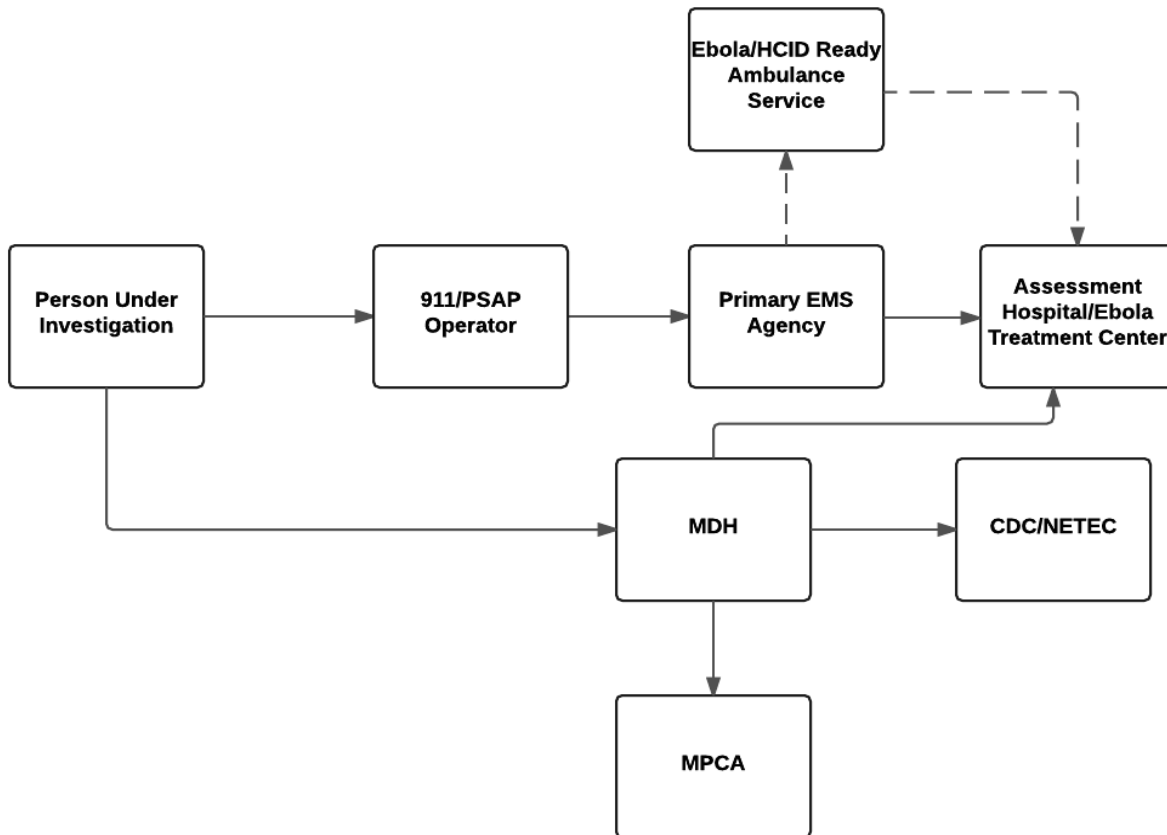 Ebola/HCID Ready
Ambulance
Service
Person Under
Investigation
911/PSAP
Operator
Primary EMS
Agency
Assessment
Hospital/Ebola
Treatment Center
MDH
CDC/NETEC
MPCA